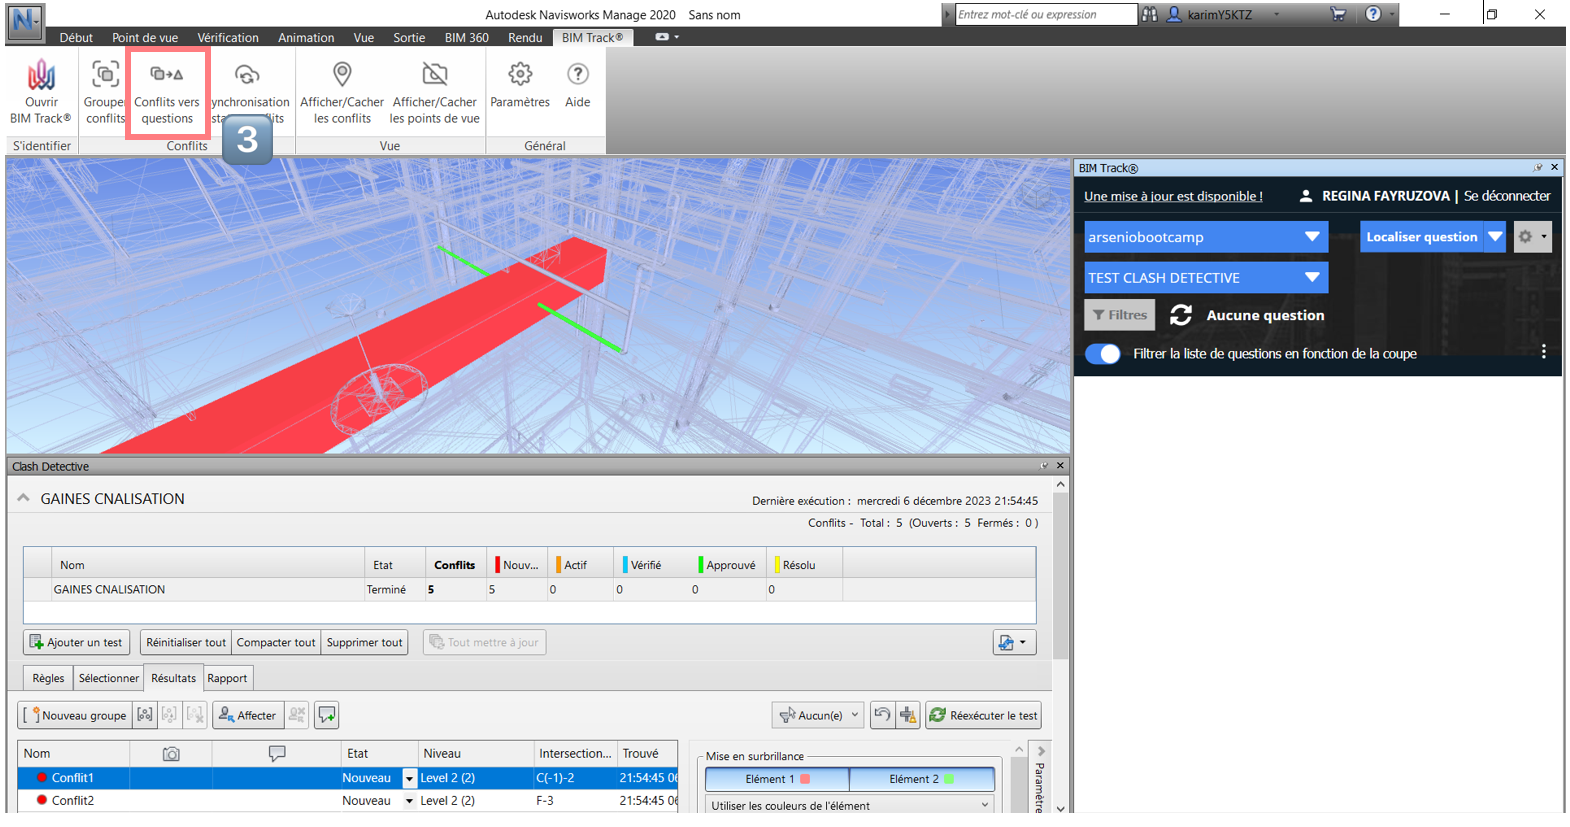 Autodesk Navisworks Manage 2020 Sans nom
Entrez mot-clé ou expression
karimY5KTZ
Début Point de vue Vérification Animation Vue Sortie BIM 360 Rendu BIM Track®
Ouvrir
BIM Track®
Grouper
conflits
Conflits vers
questions
ynchronisation
Afficher/Cacher
les conflits
Afficher/Cacher
les points de vue
Paramètres
Aide
S'identifier
Conflits
Vue
Général
3
BIM Track®
Une mise à jour est disponible !
REGINA FAYRUZOVA | Se déconnecter
arseniobootcamp
Localiser question
TEST CLASH DETECTIVE
Filtres
Aucune question
Filtrer la liste de questions en fonction de la coupe
Clash Detective
GAINES CNALISATION
Dernière exécution : mercredi 6 décembre 2023 21:54:45
Conflits - Total : 5 (Ouverts : 5 Fermés : 0 )
Nom Etat Conflits Nouv... Actif Vérifié Approuvé Résolu
GAINES CNALISATION Terminé 5 5 0 0 0 0
Ajouter un test
Réinitialiser tout
Compacter tout
Supprimer tout
Tout mettre à jour
Règles
Sélectionner
Résultats
Rapport
Nouveau groupe
Affecter
Aucun(e)
Réexécuter le test
Nom Etat Niveau Intersection... Trouvé
Conflit1 Nouveau Level 2 (2) C(-1)-2 21:54:45 06
Conflit2 Nouveau Level 2 (2) F-3 21:54:45 06
Mise en surbrillance
Elément 1
Elément 2
Utiliser les couleurs de l'élément
Paramètre